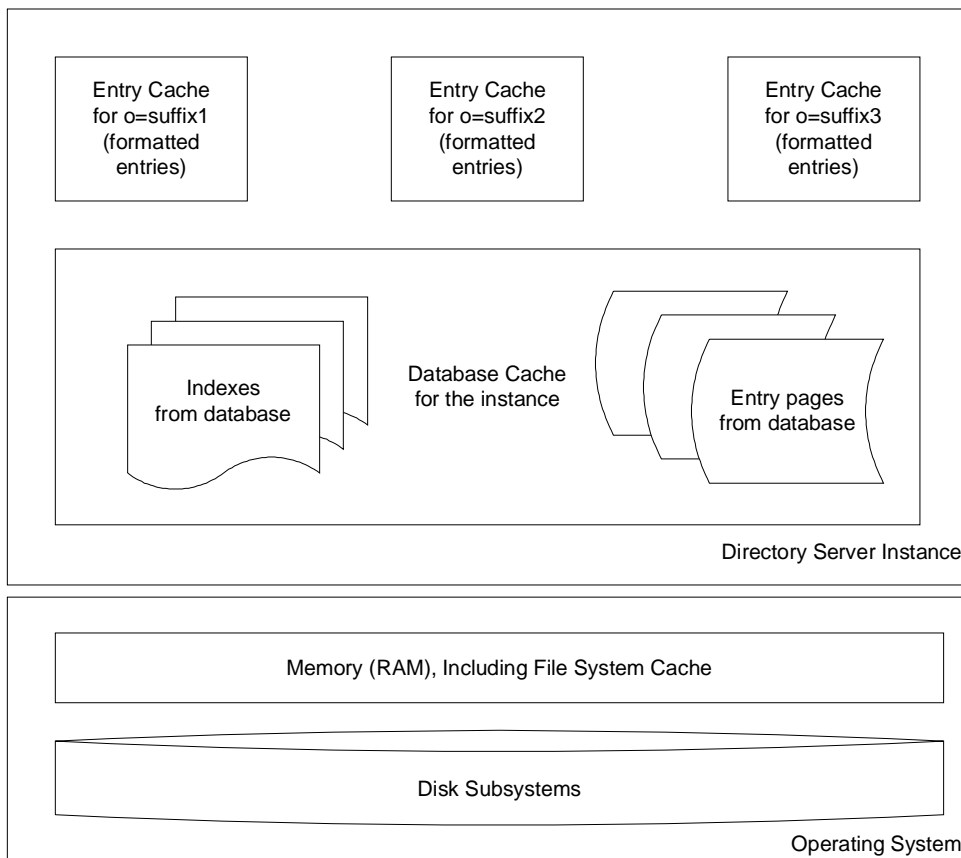 Entry Cache
for o=suffix1
(formatted
entries)
Entry Cache
for o=suffix2
(formatted
entries)
Entry Cache
for o=suffix3
(formatted
entries)
Indexes
from database
Database Cache
for the instance
Entry pages
from database
Directory Server Instance
Memory (RAM), Including File System Cache
Disk Subsystems
Operating System